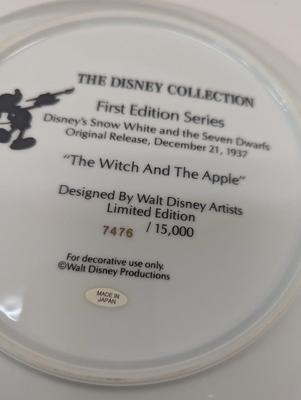 THE DISNEY COLLECTION
First Edition Series
Disney's Snow White and the Seven Dwarfs
Original Release, December 21, 1937
"The Witch And The Apple"
Designed By Walt Disney Artists
Limited Edition
7476 / 15,000
For decorative use only.
©Walt Disney Productions
MADE IN
JAPAN